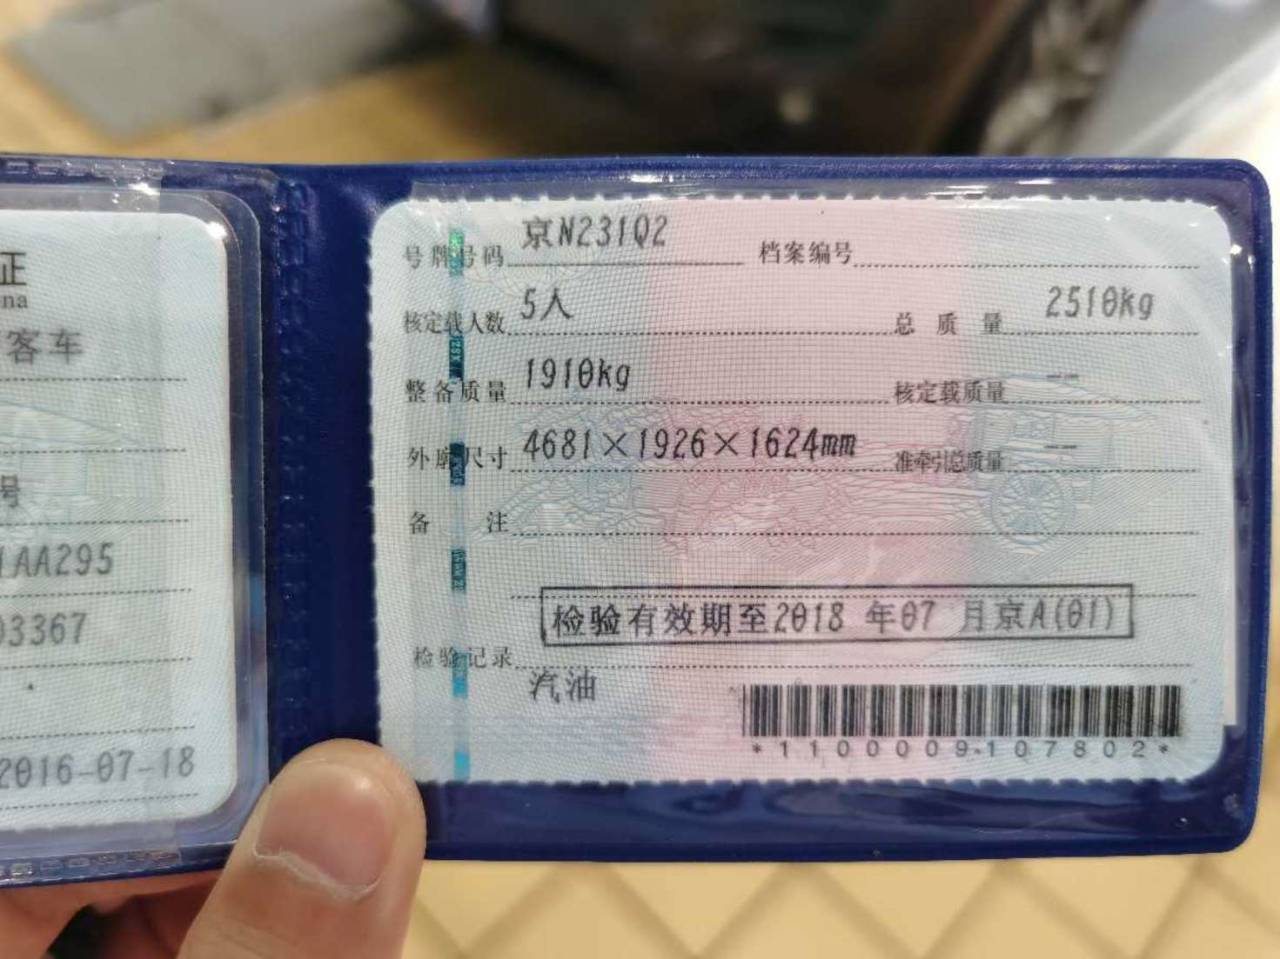 证
na
客车
号
1AA295
03367
2016-07-18
号牌号码 京N231Q2 档案编号
核定载人数 5人 总质量 2510kg
整备质量 1910kg 核定载质量 --
外廓尺寸 4681×1926×1624mm 准牵引总质量 --
备注
检验有效期至2018 年07 月京A(01)
检验记录
汽油
*1100009107802*